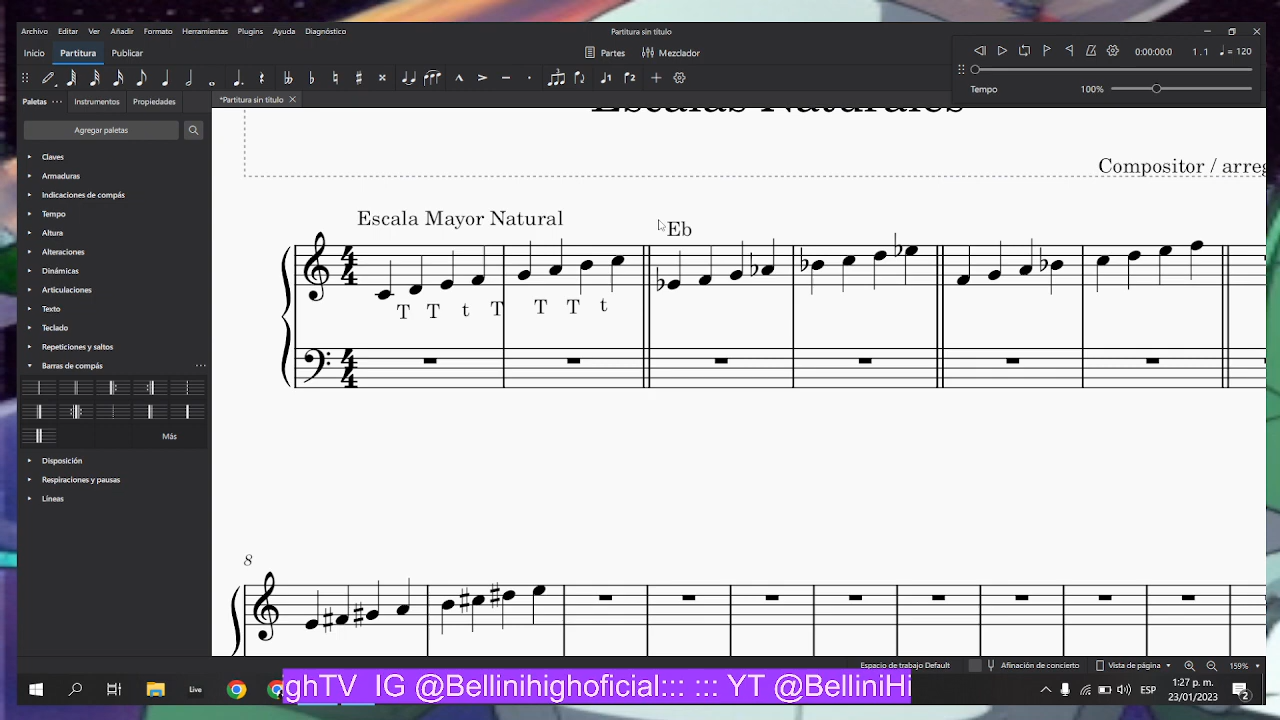 Archivo Editar Ver Añadir Formato Herramientas Plugins Ayuda Diagnóstico
Partitura sin título
Inicio Partitura Publicar
Partes Mezclador
0:00:00:0 1. 1 = 120
Tempo 100%
Paletas Instrumentos Propiedades
*Partitura sin título
Agregar paletas
Claves
Armaduras
Indicaciones de compás
Tempo
Altura
Alteraciones
Dinámicas
Articulaciones
Texto
Teclado
Repeticiones y saltos
Barras de compás
Más
Disposición
Respiraciones y pausas
Líneas
Escalas Naturales
Compositor / arreg
Escala Mayor Natural
Eb
T T t T T T t
8
Espacio de trabajo Default Afinación de concierto Vista de página 159%
Live
ghTV IG @Bellinihighoficial::: ::: YT @BelliniHi
ESP
1:27 p. m.
23/01/2023
2